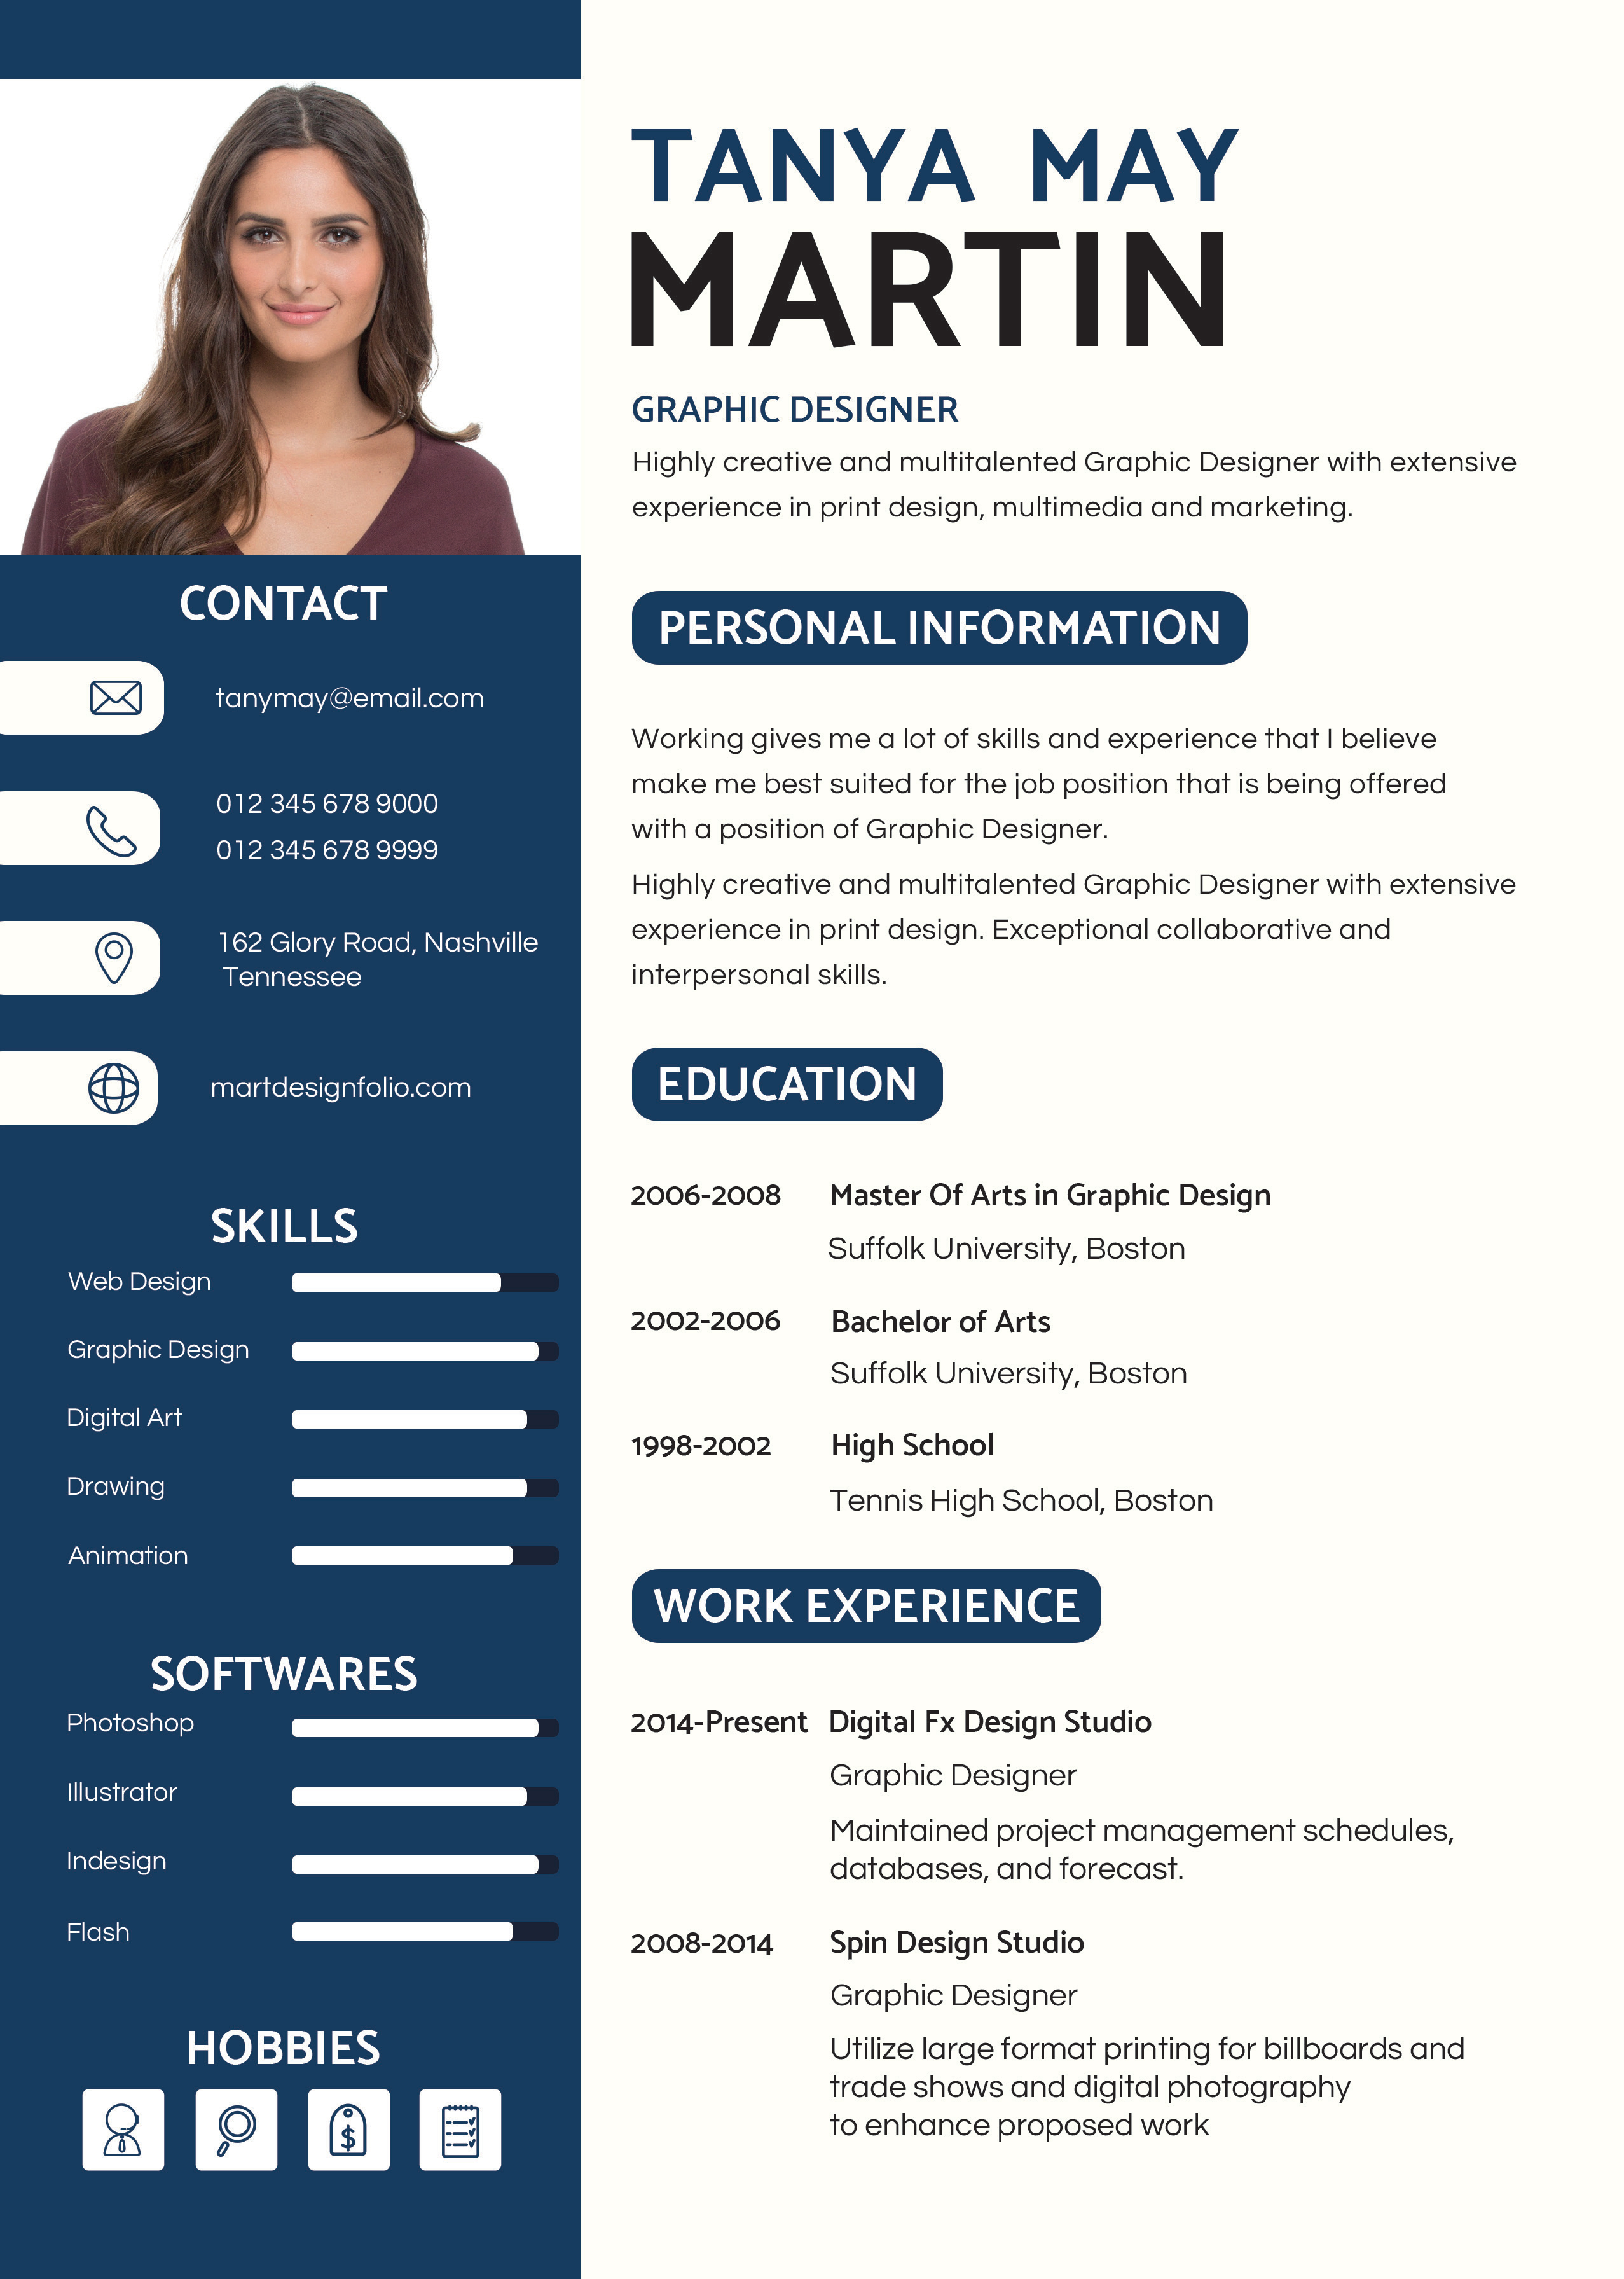 TANYA MAY
MARTIN
GRAPHIC DESIGNER
Highly creative and multitalented Graphic Designer with extensive
experience in print design, multimedia and marketing.
CONTACT
tanymay@email.com
012 345 678 9000
012 345 678 9999
162 Glory Road, Nashville
Tennessee
martdesignfolio.com
SKILLS
Web Design
Graphic Design
Digital Art
Drawing
Animation
SOFTWARES
Photoshop
Illustrator
Indesign
Flash
HOBBIES
$
PERSONAL INFORMATION
Working gives me a lot of skills and experience that I believe
make me best suited for the job position that is being offered
with a position of Graphic Designer.
Highly creative and multitalented Graphic Designer with extensive
experience in print design. Exceptional collaborative and
interpersonal skills.
EDUCATION
2006-2008 Master Of Arts in Graphic Design
Suffolk University, Boston
2002-2006 Bachelor of Arts
Suffolk University, Boston
1998-2002 High School
Tennis High School, Boston
WORK EXPERIENCE
2014-Present Digital Fx Design Studio
Graphic Designer
Maintained project management schedules,
databases, and forecast.
2008-2014 Spin Design Studio
Graphic Designer
Utilize large format printing for billboards and
trade shows and digital photography
to enhance proposed work